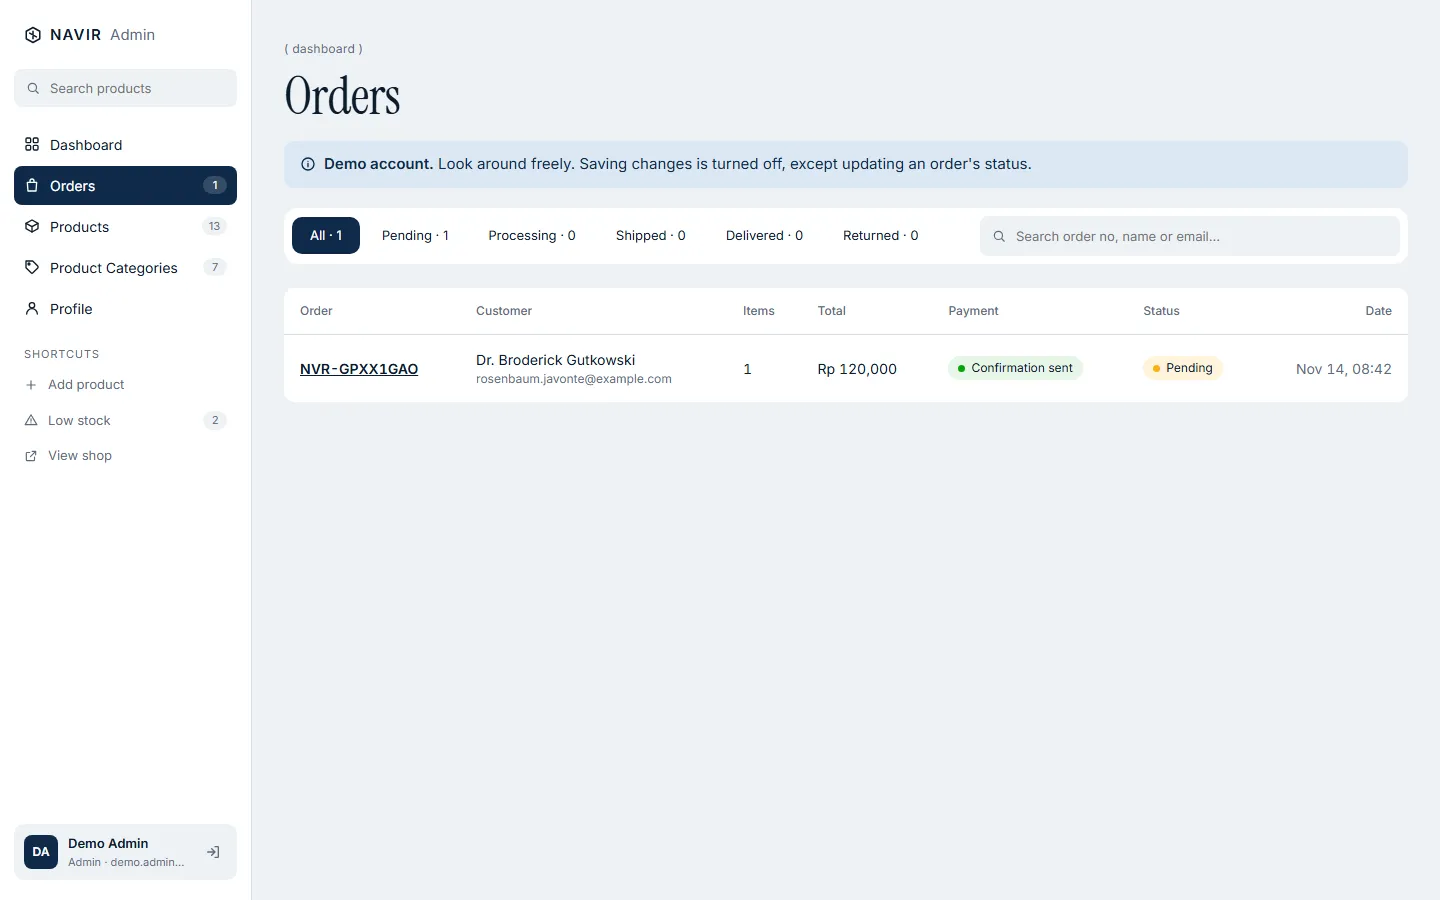 NAVIR Admin
Search products
Dashboard
Orders 1
Products 13
Product Categories 7
Profile
SHORTCUTS
Add product
Low stock 2
View shop
DA
Demo Admin
Admin · demo.admin...
( dashboard )
Orders
Demo account. Look around freely. Saving changes is turned off, except updating an order's status.
All · 1 Pending · 1 Processing · 0 Shipped · 0 Delivered · 0 Returned · 0 Search order no, name or email...
Order Customer Items Total Payment Status Date
NVR-GPXX1GAO Dr. Broderick Gutkowski 1 Rp 120,000 Confirmation sent Pending Nov 14, 08:42
rosenbaum.javonte@example.com